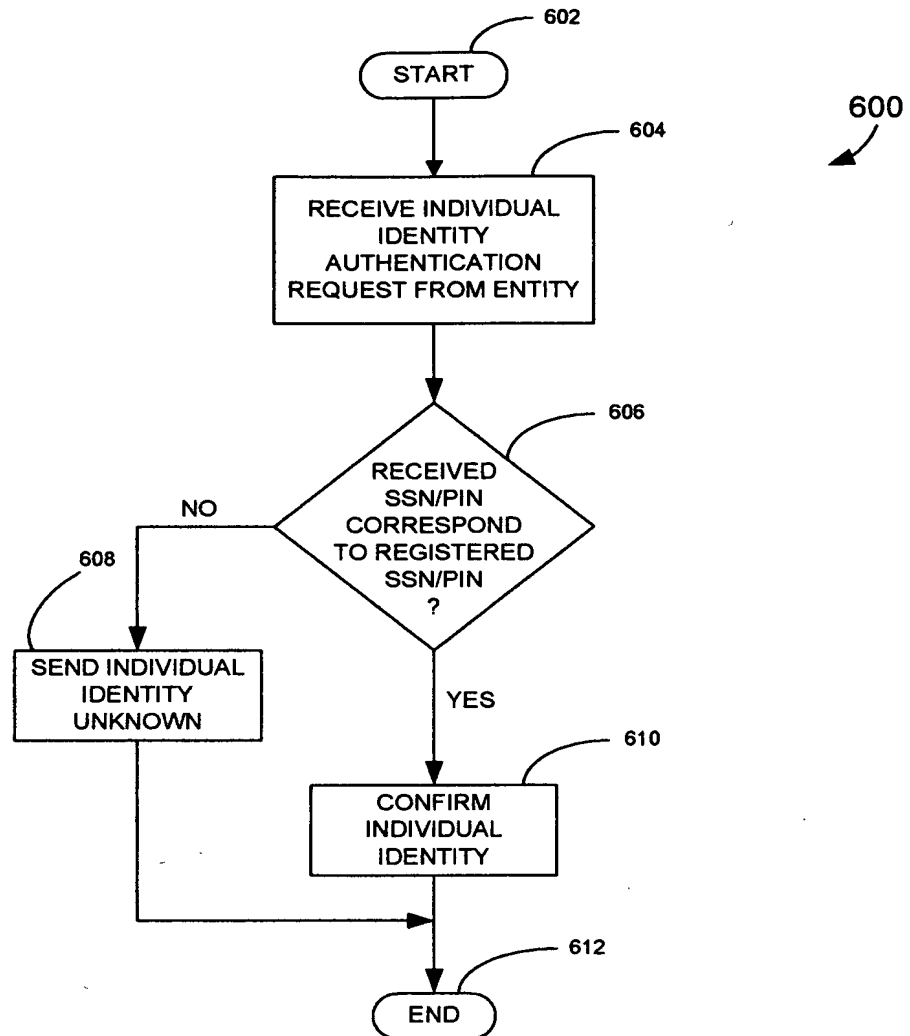 602
START
600
604
RECEIVE INDIVIDUAL
IDENTITY
AUTHENTICATION
REQUEST FROM ENTITY
606
RECEIVED
SSN/PIN
CORRESPOND
TO REGISTERED
SSN/PIN
?
NO
608
SEND INDIVIDUAL
IDENTITY
UNKNOWN
YES
610
CONFIRM
INDIVIDUAL
IDENTITY
612
END